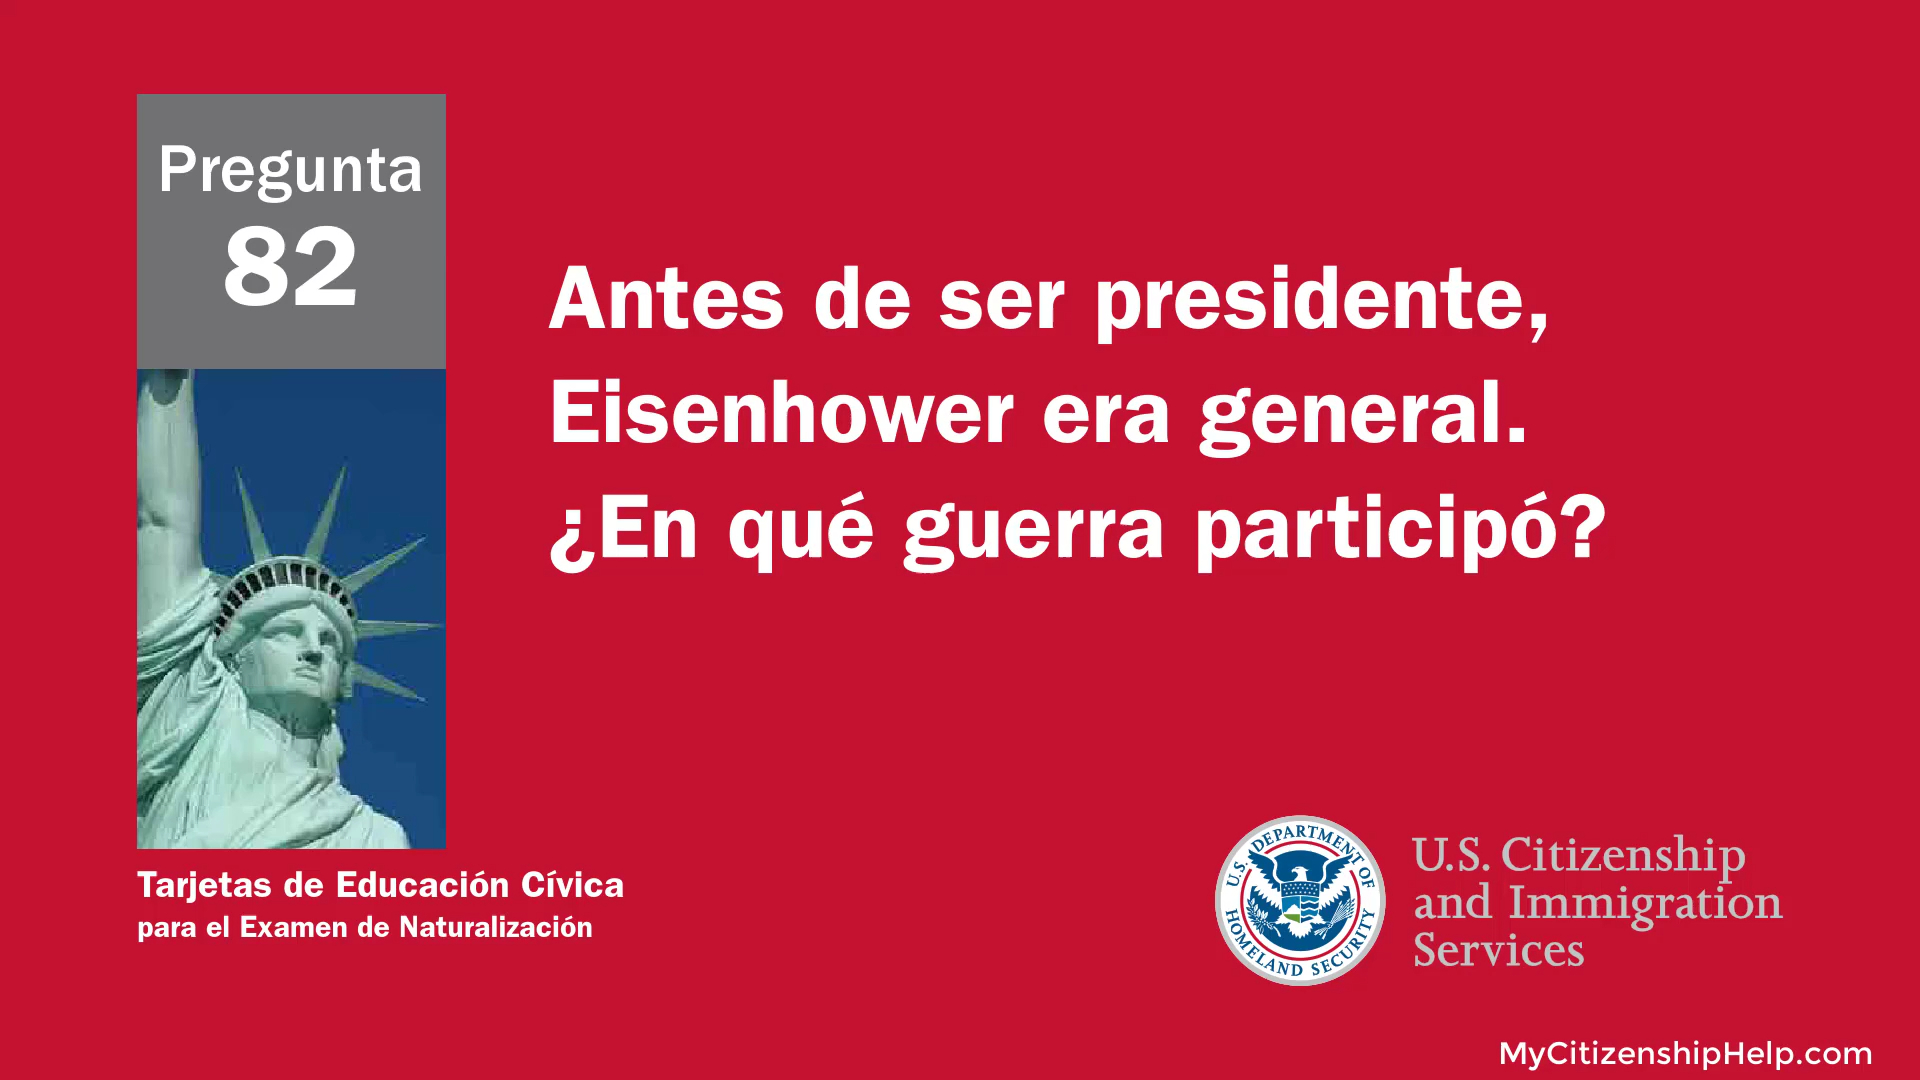 Pregunta
82
Antes de ser presidente,
Eisenhower era general.
¿En qué guerra participó?
Tarjetas de Educación Cívica
para el Examen de Naturalización
U.S. DEPARTMENT OF
HOMELAND SECURITY
U.S. Citizenship
and Immigration
Services
MyCitizenshipHelp.com